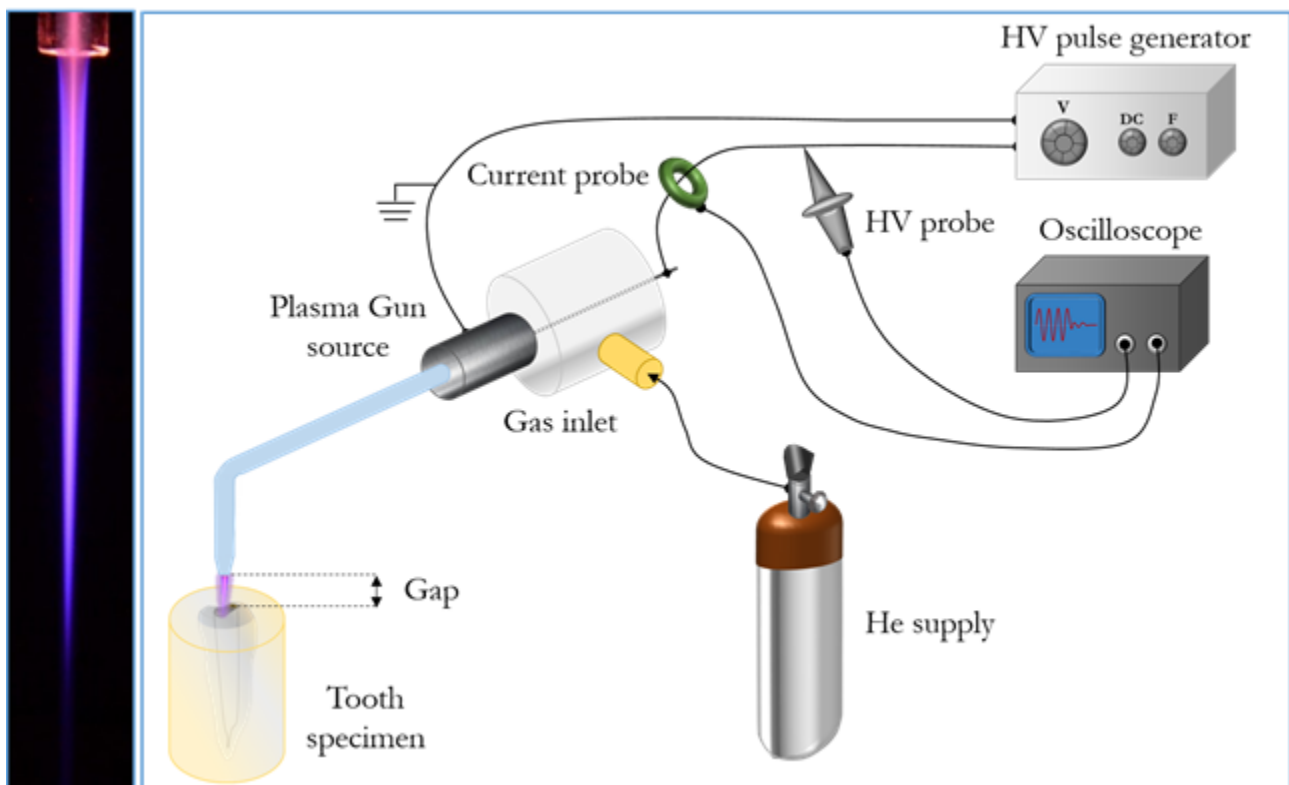 HV pulse generator
V
DC
F
Current probe
HV probe
Oscilloscope
Plasma Gun
source
Gas inlet
Gap
He supply
Tooth
specimen